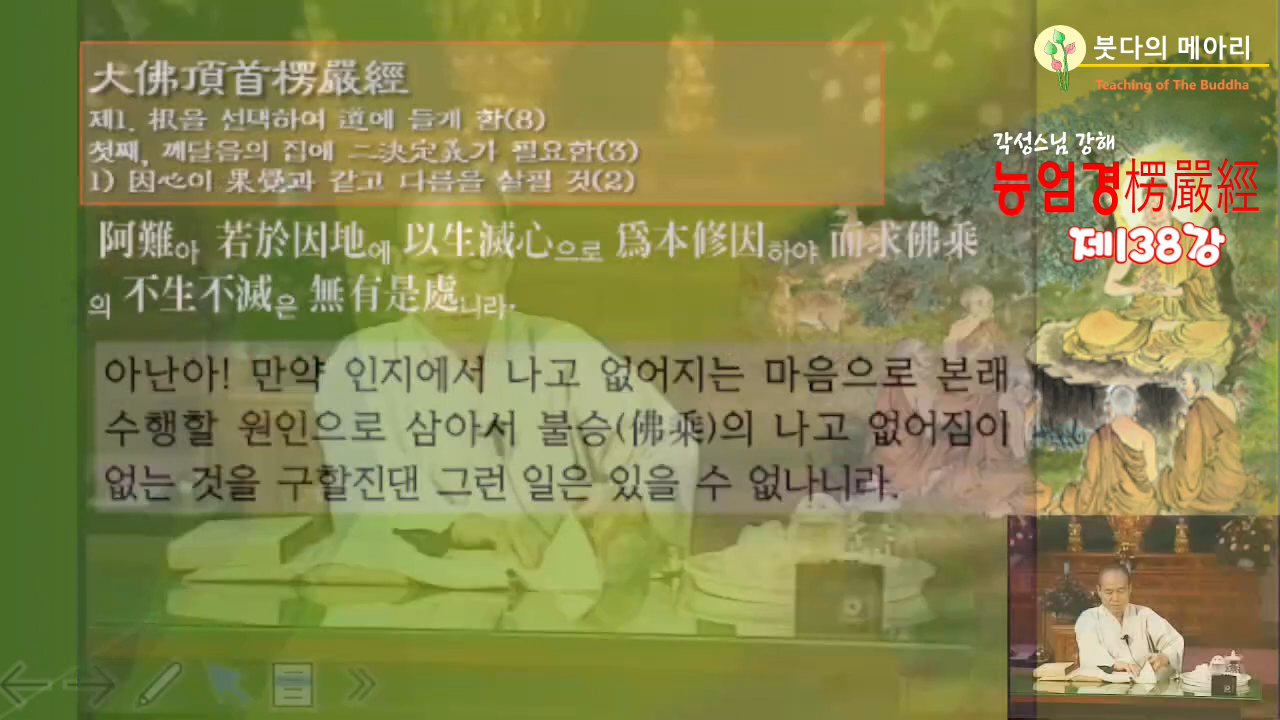 大佛頂首楞嚴經
제1. 根을 선택하여 道에 들게 함(8)
첫째, 깨달음의 집에 二決定義가 필요함(3)
1) 因心이 果覺과 같고 다름을 살필 것(2)
阿難아 若於因地에 以生滅心으로 爲本修因하야 而求佛乘
의 不生不滅은 無有是處니라.
아난아! 만약 인지에서 나고 없어지는 마음으로 본래
수행할 원인으로 삼아서 불승(佛乘)의 나고 없어짐이
없는 것을 구할진댄 그런 일은 있을 수 없나니라.
붓다의 메아리
Teaching of The Buddha
각성스님 강해
능엄경楞嚴經
제138강